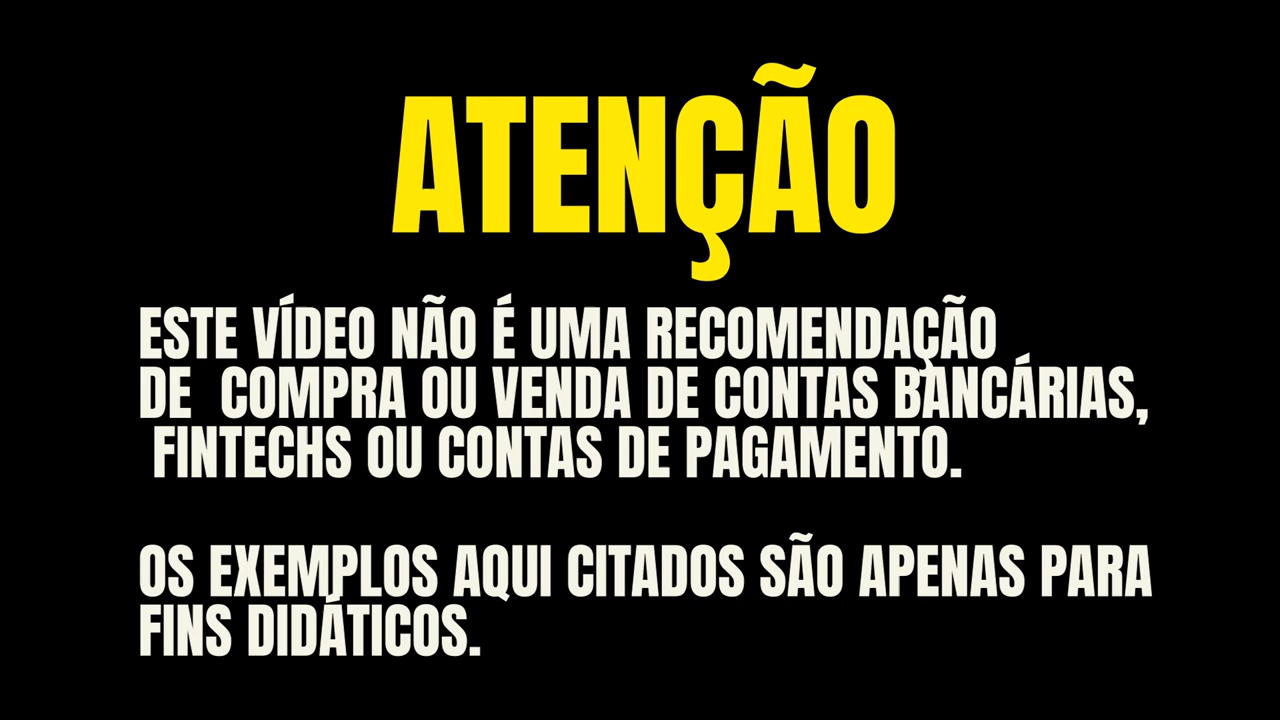 ATENÇÃO
ESTE VÍDEO NÃO É UMA RECOMENDAÇÃO
DE COMPRA OU VENDA DE CONTAS BANCÁRIAS,
FINTECHS OU CONTAS DE PAGAMENTO.
OS EXEMPLOS AQUI CITADOS SÃO APENAS PARA
FINS DIDÁTICOS.